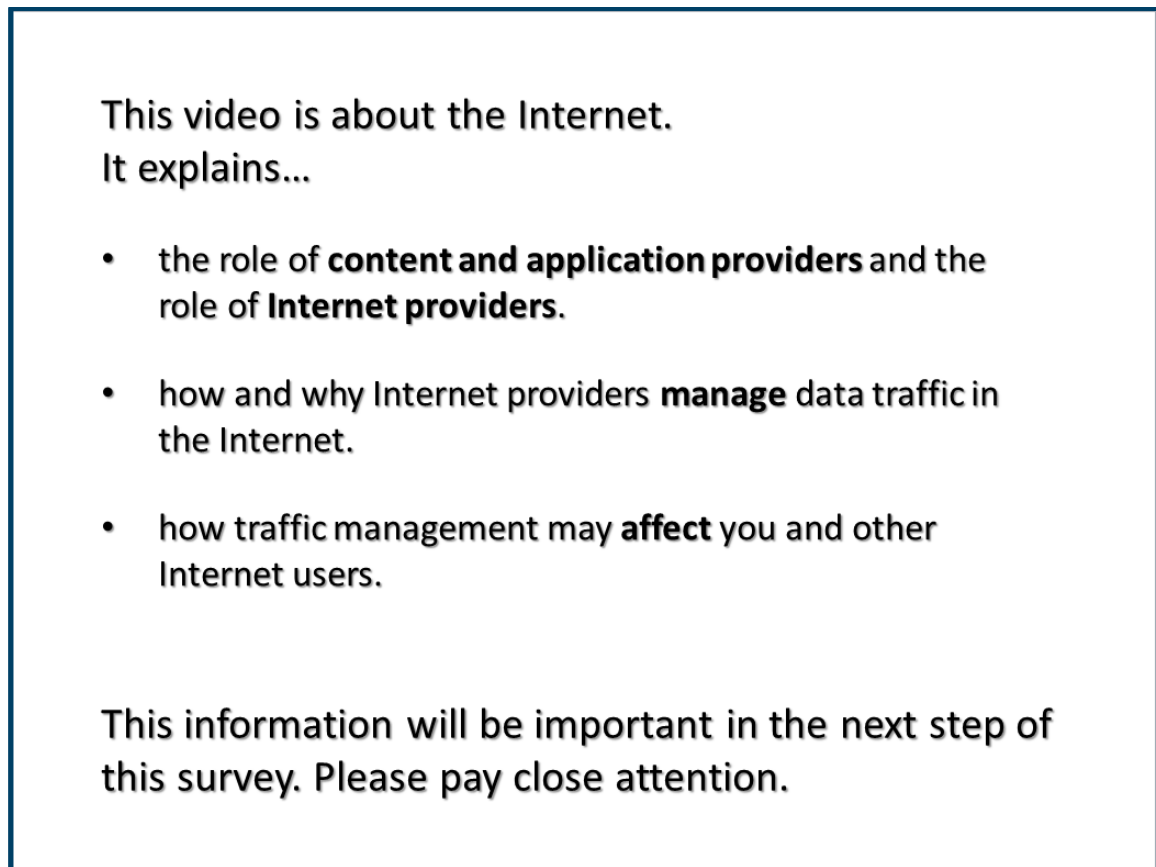 This video is about the Internet.
It explains…
• the role of content and application providers and the
role of Internet providers.
• how and why Internet providers manage data traffic in
the Internet.
• how traffic management may affect you and other
Internet users.
This information will be important in the next step of
this survey. Please pay close attention.